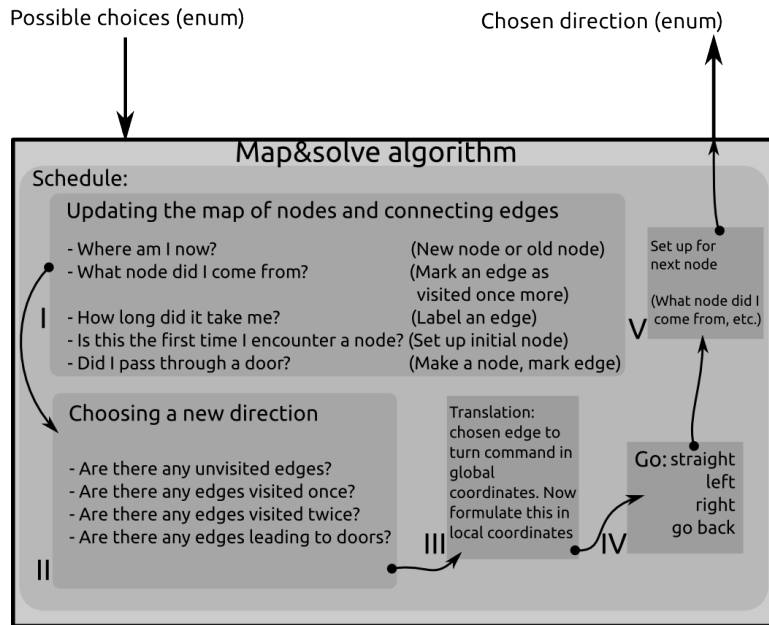 Possible choices (enum)
Chosen direction (enum)
Map&solve algorithm
Schedule:
Updating the map of nodes and connecting edges
- Where am I now? (New node or old node)
- What node did I come from? (Mark an edge as
visited once more)
- How long did it take me? (Label an edge)
- Is this the first time I encounter a node? (Set up initial node)
- Did I pass through a door? (Make a node, mark edge)
I
Choosing a new direction
- Are there any unvisited edges?
- Are there any edges visited once?
- Are there any edges visited twice?
- Are there any edges leading to doors?
II
Translation:
chosen edge to
turn command in
global
coordinates. Now
formulate this in
local coordinates
III
Go: straight
left
right
go back
IV
Set up for
next node
(What node did I
come from, etc.)
V